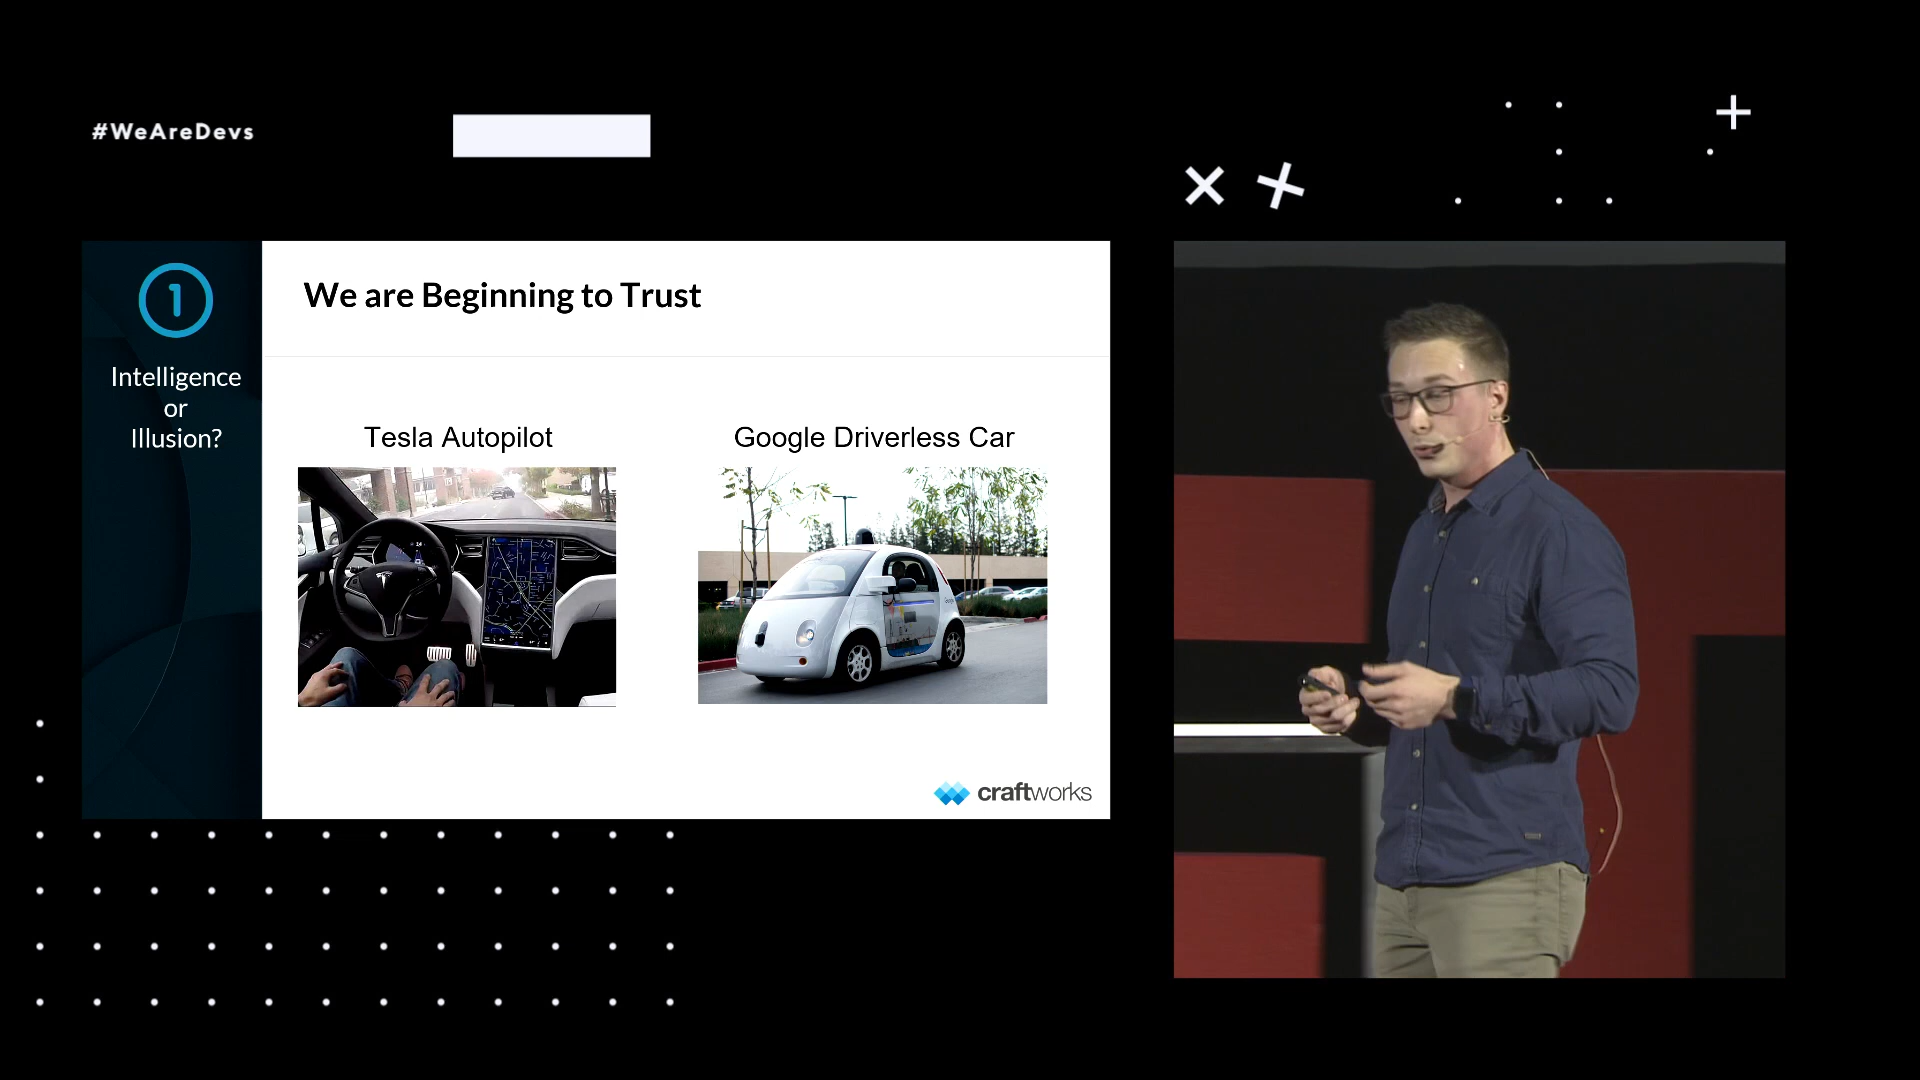 #WeAreDevs
1
Intelligence
or
Illusion?
We are Beginning to Trust
Tesla Autopilot
Google Driverless Car
craftworks